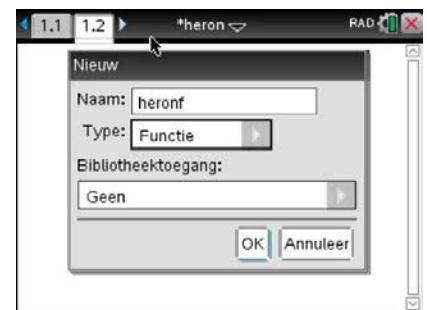 1.1 1.2 *heron RAD
Nieuw
Naam: heronf
Type: Functie
Bibliotheektoegang:
Geen
OK Annuleer